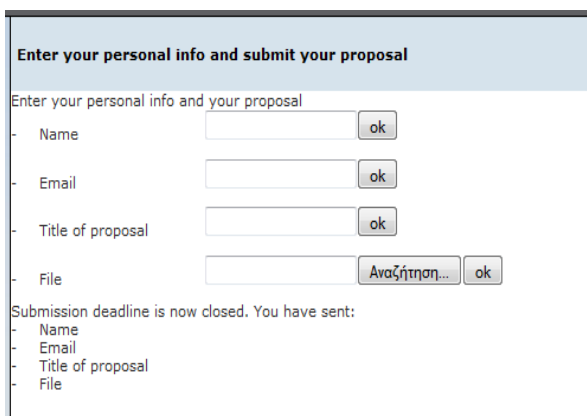 Enter your personal info and submit your proposal
Enter your personal info and your proposal
- Name ok
- Email ok
- Title of proposal ok
- File Αναζήτηση... ok
Submission deadline is now closed. You have sent:
- Name
- Email
- Title of proposal
- File